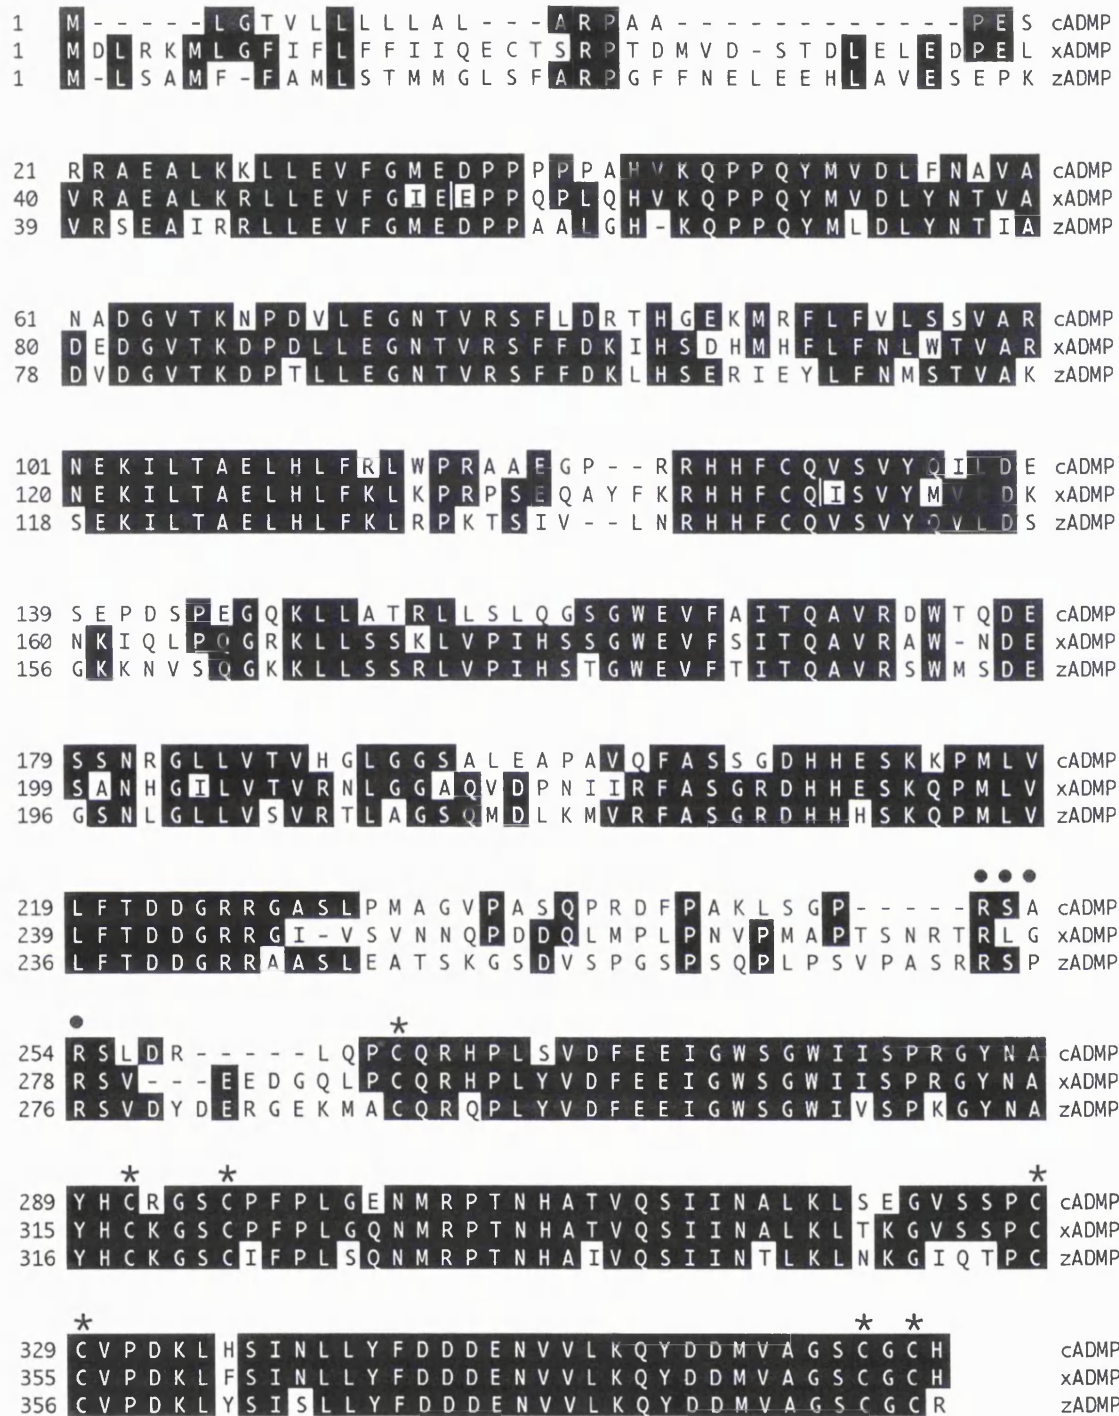 1 M - - - - - L G T V L L L L L A L - - - A R P A A - - - - - - - - - - - - P E S cADMP
1 M D L R K M L G F I F L F F I I Q E C T S R P T D M V D - S T D L E L E D P E L xADMP
1 M - L S A M F - F A M L S T M M G L S F A R P G F F N E L E E H L A V E S E P K zADMP
21 R R A E A L K K L L E V F G M E D P P P P P A H V K Q P P Q Y M V D L F N A V A cADMP
40 V R A E A L K R L L E V F G I E E P P Q P L Q H V K Q P P Q Y M V D L Y N T V A xADMP
39 V R S E A I R R L L E V F G M E D P P A A L G H - K Q P P Q Y M L D L Y N T I A zADMP
61 N A D G V T K N P D V L E G N T V R S F L D R T H G E K M R F L F V L S S V A R cADMP
80 D E D G V T K D P D L L E G N T V R S F F D K I H S D H M H F L F N L W T V A R xADMP
78 D V D G V T K D P T L L E G N T V R S F F D K L H S E R I E Y L F N M S T V A K zADMP
101 N E K I L T A E L H L F R L W P R A A E G P - - R R H H F C Q V S V Y Q I L D E cADMP
120 N E K I L T A E L H L F K L K P R P S E Q A Y F K R H H F C Q I S V Y M V L D K xADMP
118 S E K I L T A E L H L F K L R P K T S I V - - L N R H H F C Q V S V Y Q V L D S zADMP
139 S E P D S P E G Q K L L A T R L L S L Q G S G W E V F A I T Q A V R D W T Q D E cADMP
160 N K I Q L P Q G R K L L S S K L V P I H S S G W E V F S I T Q A V R A W - N D E xADMP
156 G K K N V S Q G K K L L S S R L V P I H S T G W E V F T I T Q A V R S W M S D E zADMP
179 S S N R G L L V T V H G L G G S A L E A P A V Q F A S S G D H H E S K K P M L V cADMP
199 S A N H G I L V T V R N L G G A Q V D P N I I R F A S G R D H H E S K Q P M L V xADMP
196 G S N L G L L V S V R T L A G S Q M D L K M V R F A S G R D H H H S K Q P M L V zADMP
● ● ●
219 L F T D D G R R G A S L P M A G V P A S Q P R D F P A K L S G P - - - - - R S A cADMP
239 L F T D D G R R G I - V S V N N Q P D D Q L M P L P N V P M A P T S N R T R L G xADMP
236 L F T D D G R R A A S L E A T S K G S D V S P G S P S Q P L P S V P A S R R S P zADMP
● *
254 R S L D R - - - - - L Q P C Q R H P L S V D F E E I G W S G W I I S P R G Y N A cADMP
278 R S V - - - E E D G Q L P C Q R H P L Y V D F E E I G W S G W I I S P R G Y N A xADMP
276 R S V D Y D E R G E K M A C Q R Q P L Y V D F E E I G W S G W I V S P K G Y N A zADMP
* * *
289 Y H C R G S C P F P L G E N M R P T N H A T V Q S I I N A L K L S E G V S S P C cADMP
315 Y H C K G S C P F P L G Q N M R P T N H A T V Q S I I N A L K L T K G V S S P C xADMP
316 Y H C K G S C I F P L S Q N M R P T N H A I V Q S I I N T L K L N K G I Q T P C zADMP
* * *
329 C V P D K L H S I N L L Y F D D D E N V V L K Q Y D D M V A G S C G C H cADMP
355 C V P D K L F S I N L L Y F D D D E N V V L K Q Y D D M V A G S C G C H xADMP
356 C V P D K L Y S I S L L Y F D D D E N V V L K Q Y D D M V A G S C G C R zADMP